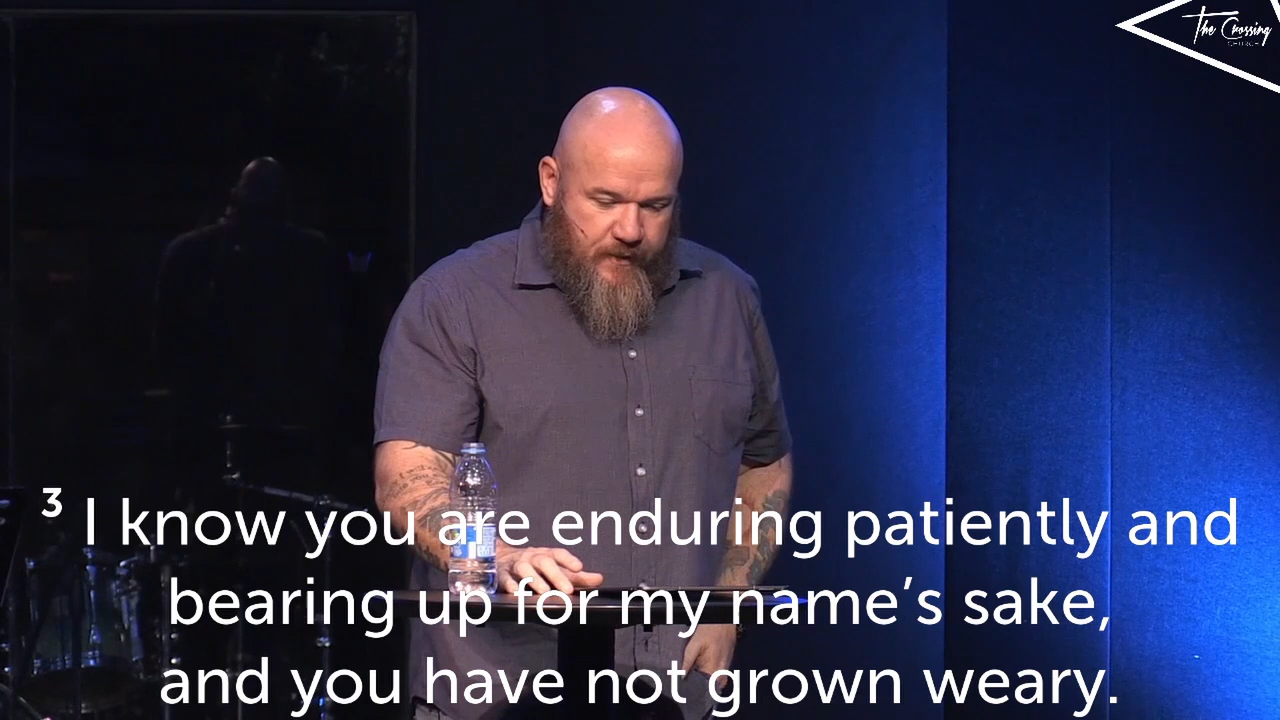 The Crossing
CHURCH
³ I know you are enduring patiently and
bearing up for my name’s sake,
and you have not grown weary.